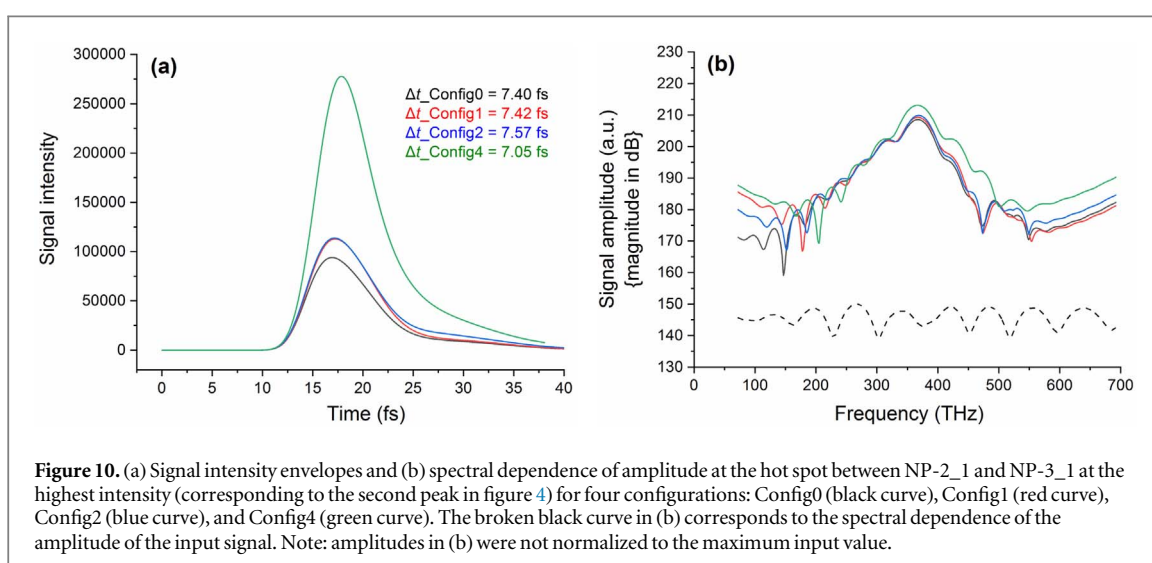 (a)
300000
250000
200000
150000
100000
50000
0
Signal intensity
Δt_Config0 = 7.40 fs
Δt_Config1 = 7.42 fs
Δt_Config2 = 7.57 fs
Δt_Config4 = 7.05 fs
0 5 10 15 20 25 30 35 40
Time (fs)
(b)
230
220
210
200
190
180
170
160
150
140
130
Signal amplitude (a.u.)
{magnitude in dB}
0 100 200 300 400 500 600 700
Frequency (THz)
Figure 10. (a) Signal intensity envelopes and (b) spectral dependence of amplitude at the hot spot between NP-2_1 and NP-3_1 at the
highest intensity (corresponding to the second peak in figure 4) for four configurations: Config0 (black curve), Config1 (red curve),
Config2 (blue curve), and Config4 (green curve). The broken black curve in (b) corresponds to the spectral dependence of the
amplitude of the input signal. Note: amplitudes in (b) were not normalized to the maximum input value.